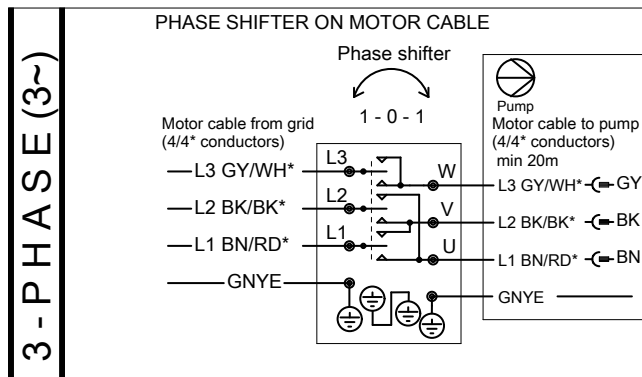 3 - PHASE (3~)
PHASE SHIFTER ON MOTOR CABLE
Phase shifter
1 - 0 - 1
Motor cable from grid
(4/4* conductors)
L3 GY/WH*
L2 BK/BK*
L1 BN/RD*
GNYE
L3
L2
L1
W
V
U
Pump
Motor cable to pump
(4/4* conductors)
min 20m
L3 GY/WH* GY
L2 BK/BK* BK
L1 BN/RD* BN
GNYE